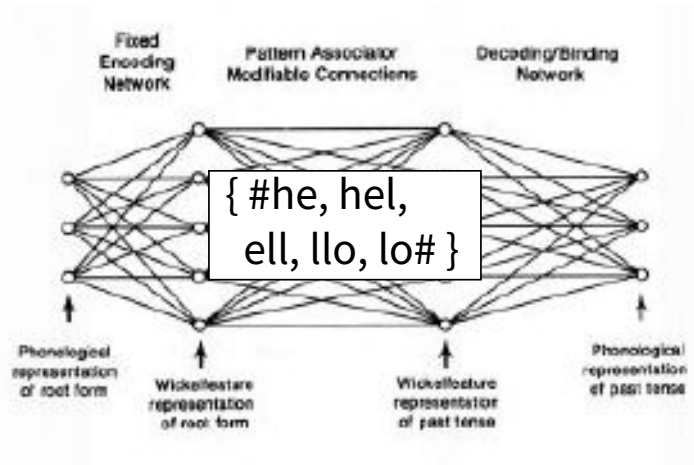 Fixed
Encoding
Network
Pattern Associator
Modifiable Connections
Decoding/Binding
Network
{ #he, hel,
ell, llo, lo# }
Phonological
representation
of root form
Wickelfeature
representation
of root form
Wickelfeature
representation
of past tense
Phonological
representation
of past tense